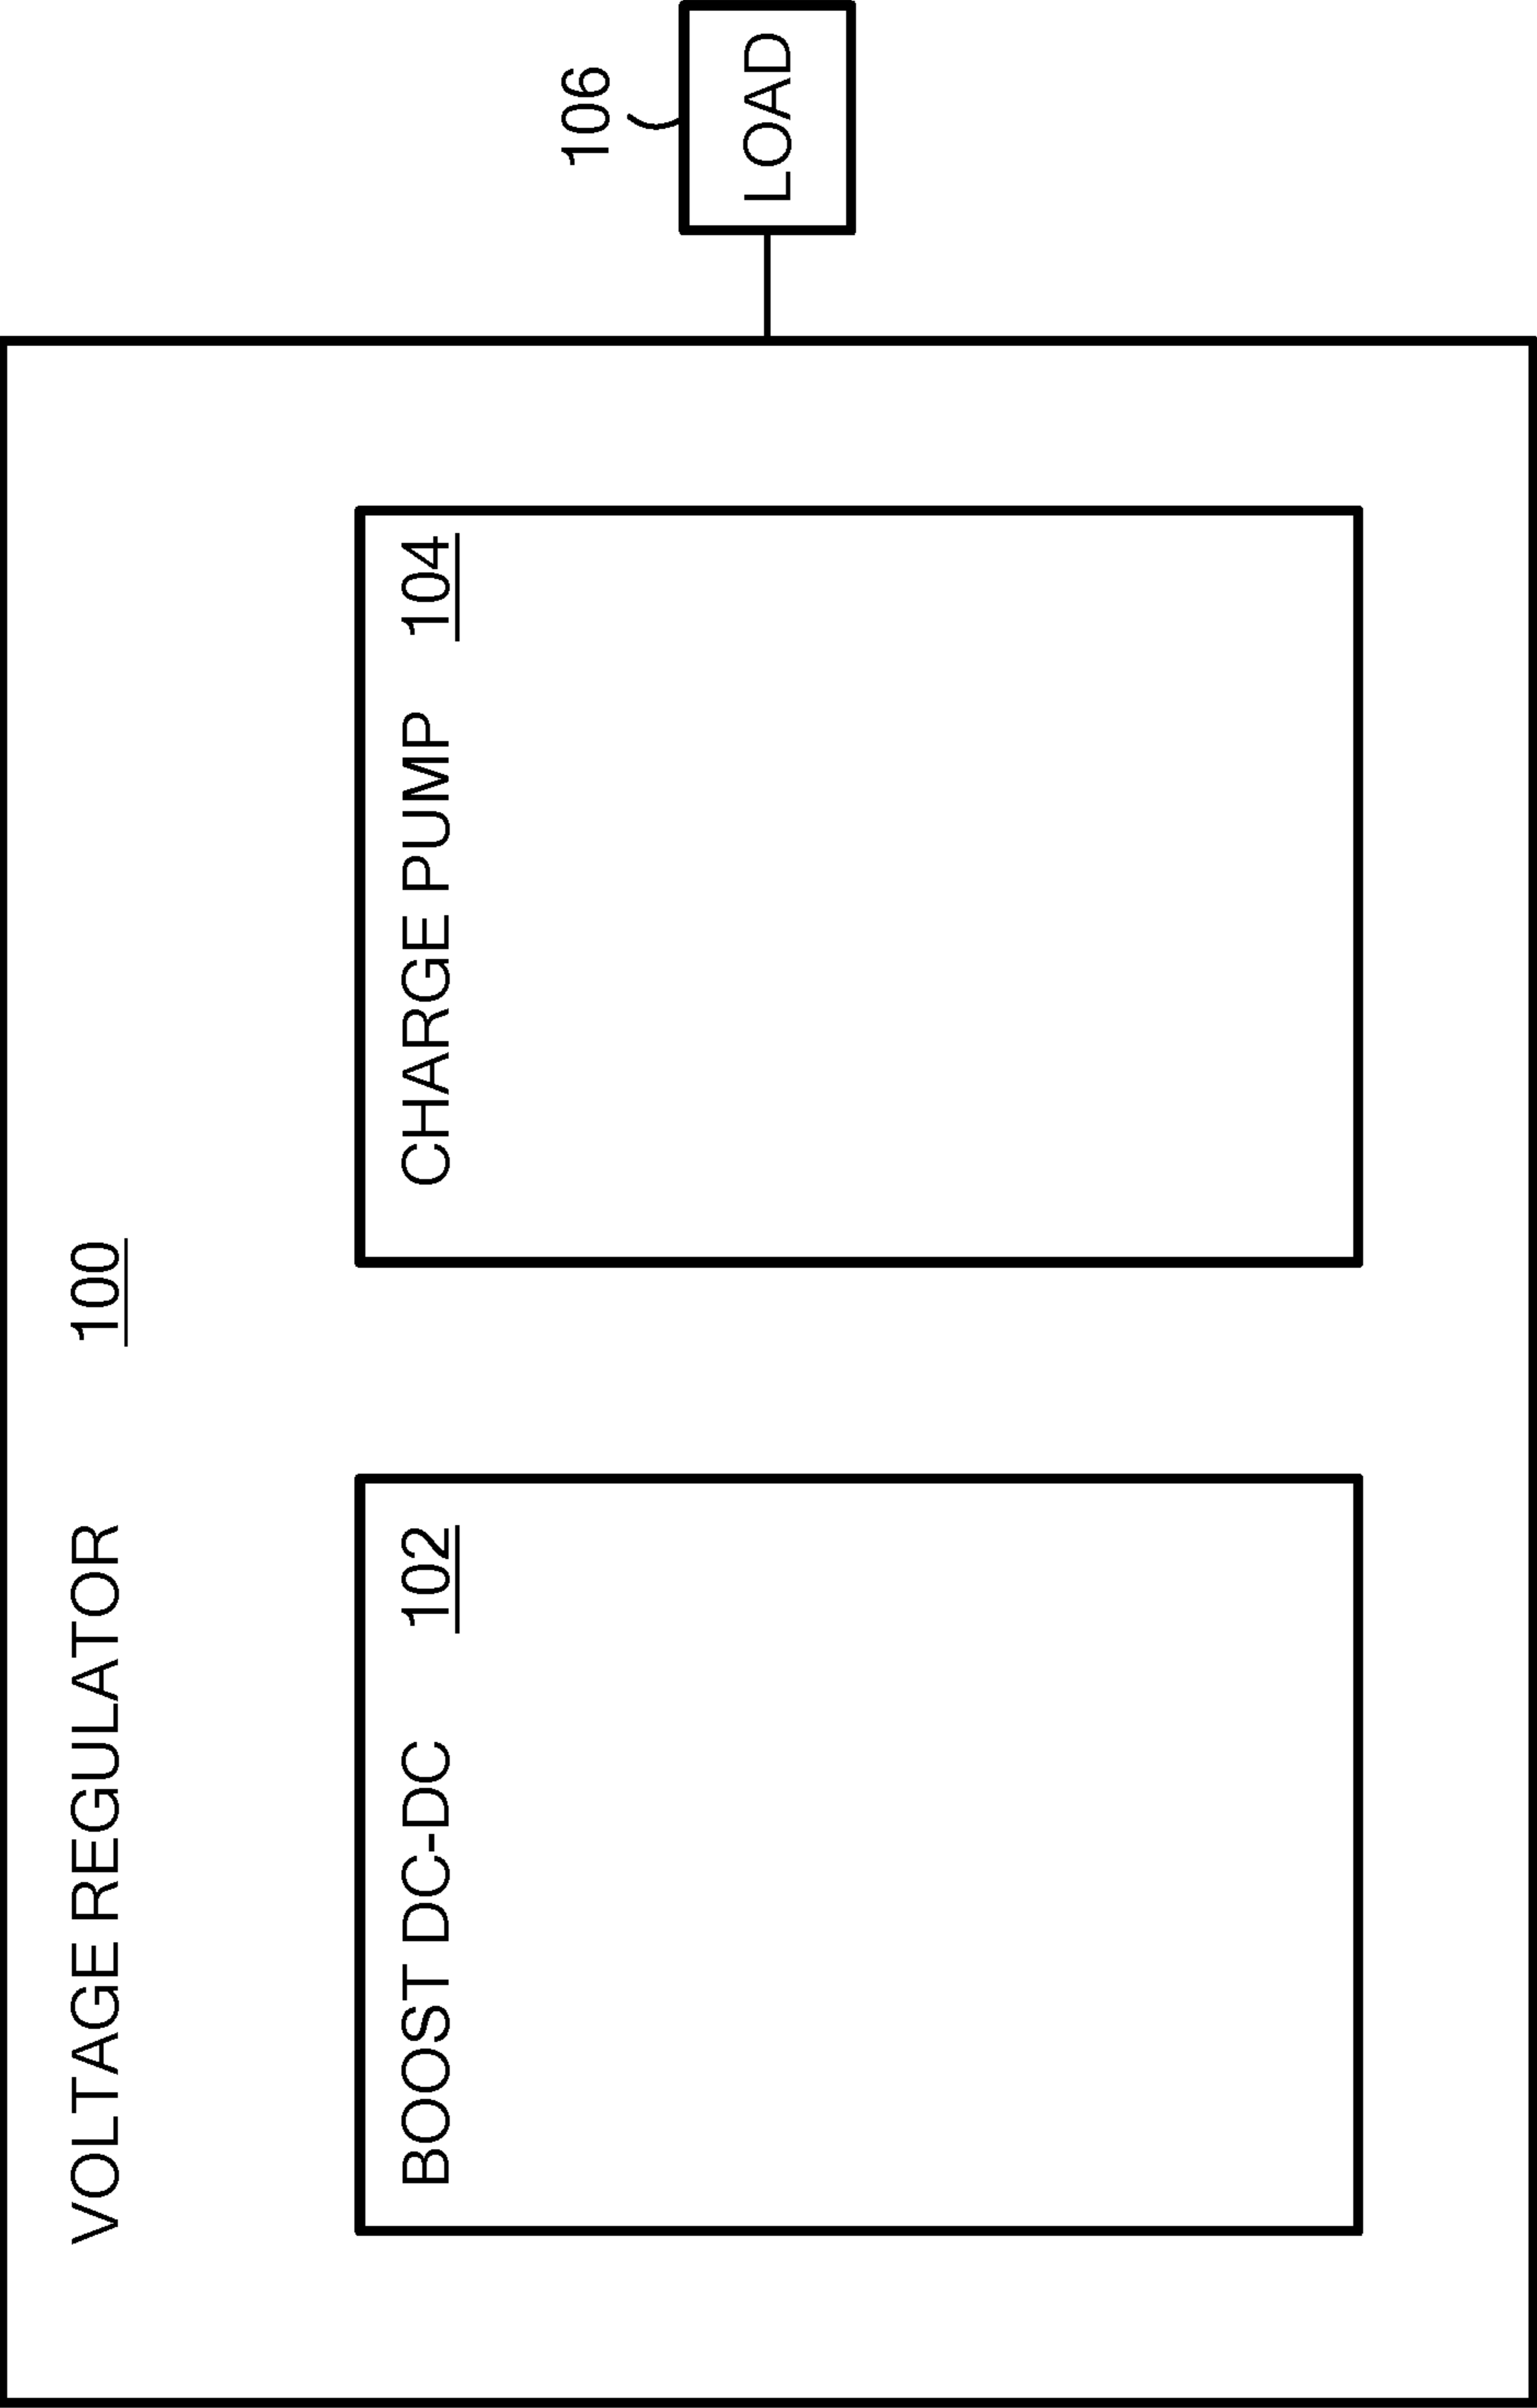 VOLTAGE REGULATOR 100
BOOST DC-DC 102
CHARGE PUMP 104
106
LOAD